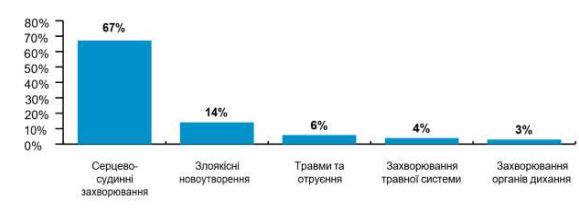 80%
70%
60%
50%
40%
30%
20%
10%
0%
67%
14%
6%
4%
3%
Серцево-
судинні
захворювання
Злоякісні
новоутворення
Травми та
отруєння
Захворювання
травної системи
Захворювання
органів дихання